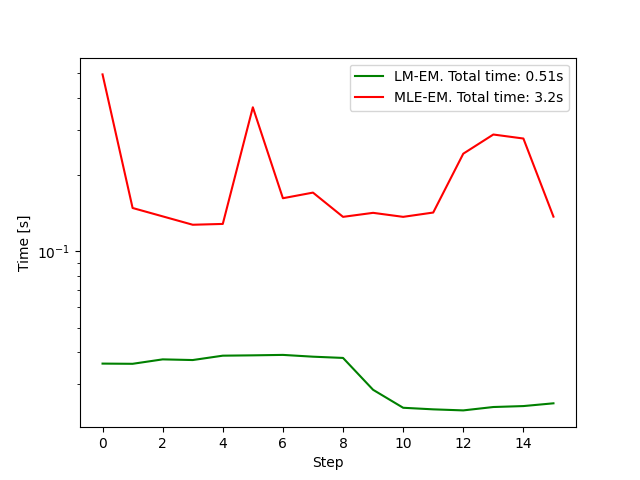 LM-EM. Total time: 0.51s
MLE-EM. Total time: 3.2s
Time [s]
10⁻¹
0 2 4 6 8 10 12 14
Step